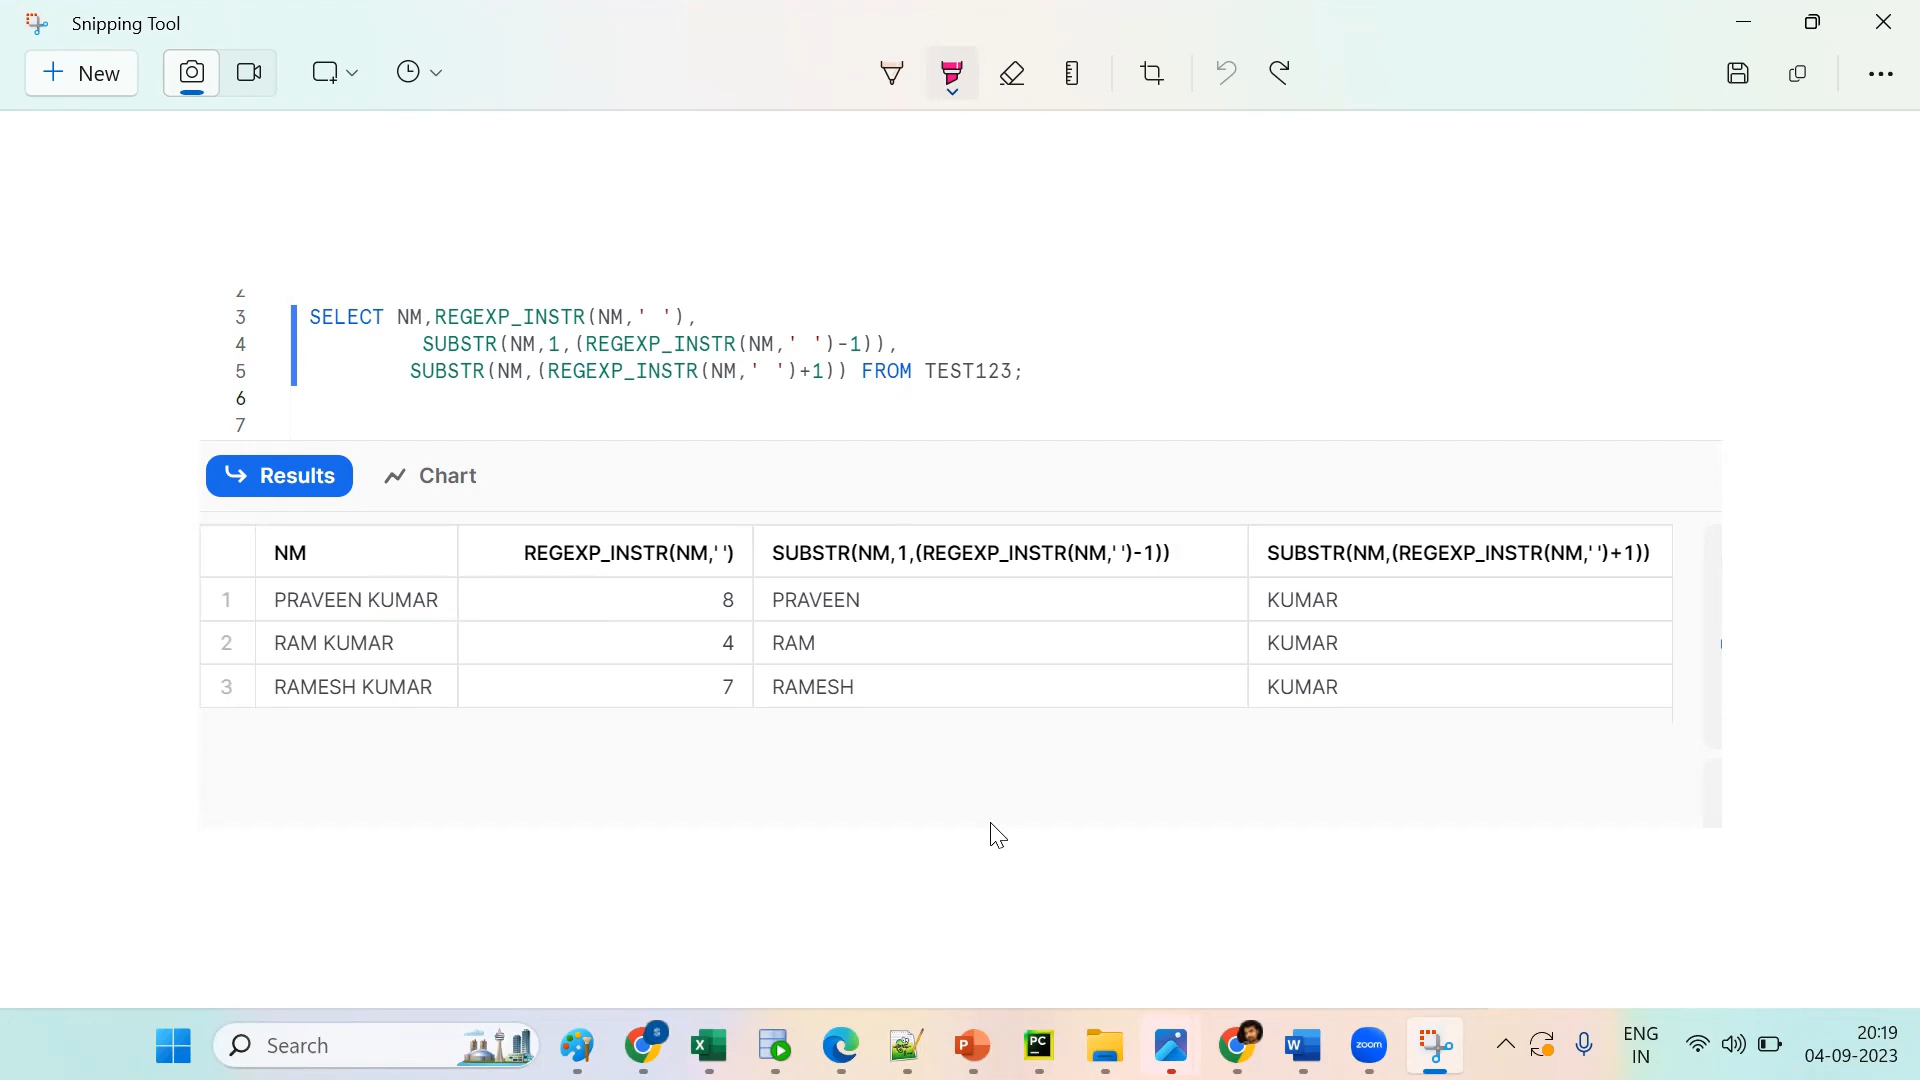 Snipping Tool
New
2
3 SELECT NM,REGEXP_INSTR(NM,' '),
4 SUBSTR(NM,1,(REGEXP_INSTR(NM,' ')-1)),
5 SUBSTR(NM,(REGEXP_INSTR(NM,' ')+1)) FROM TEST123;
6
7
Results Chart
NM REGEXP_INSTR(NM,' ') SUBSTR(NM,1,(REGEXP_INSTR(NM,' ')-1)) SUBSTR(NM,(REGEXP_INSTR(NM,' ')+1))
1 PRAVEEN KUMAR 8 PRAVEEN KUMAR
2 RAM KUMAR 4 RAM KUMAR
3 RAMESH KUMAR 7 RAMESH KUMAR
Search
S
X
PC
P
W
zoom
ENG
IN
20:19
04-09-2023